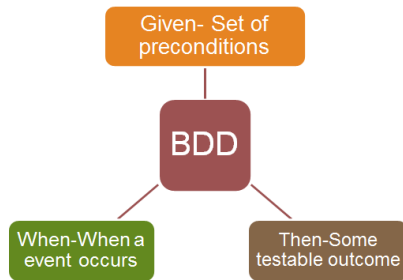 Given- Set of
preconditions
BDD
When-When a
event occurs
Then-Some
testable outcome